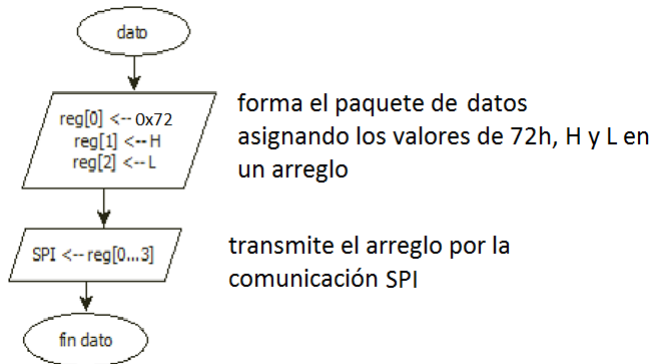 dato
reg[0] <-- 0x72
reg[1] <-- H
reg[2] <-- L
forma el paquete de datos
asignando los valores de 72h, H y L en
un arreglo
SPI <-- reg[0...3]
transmite el arreglo por la
comunicación SPI
fin dato